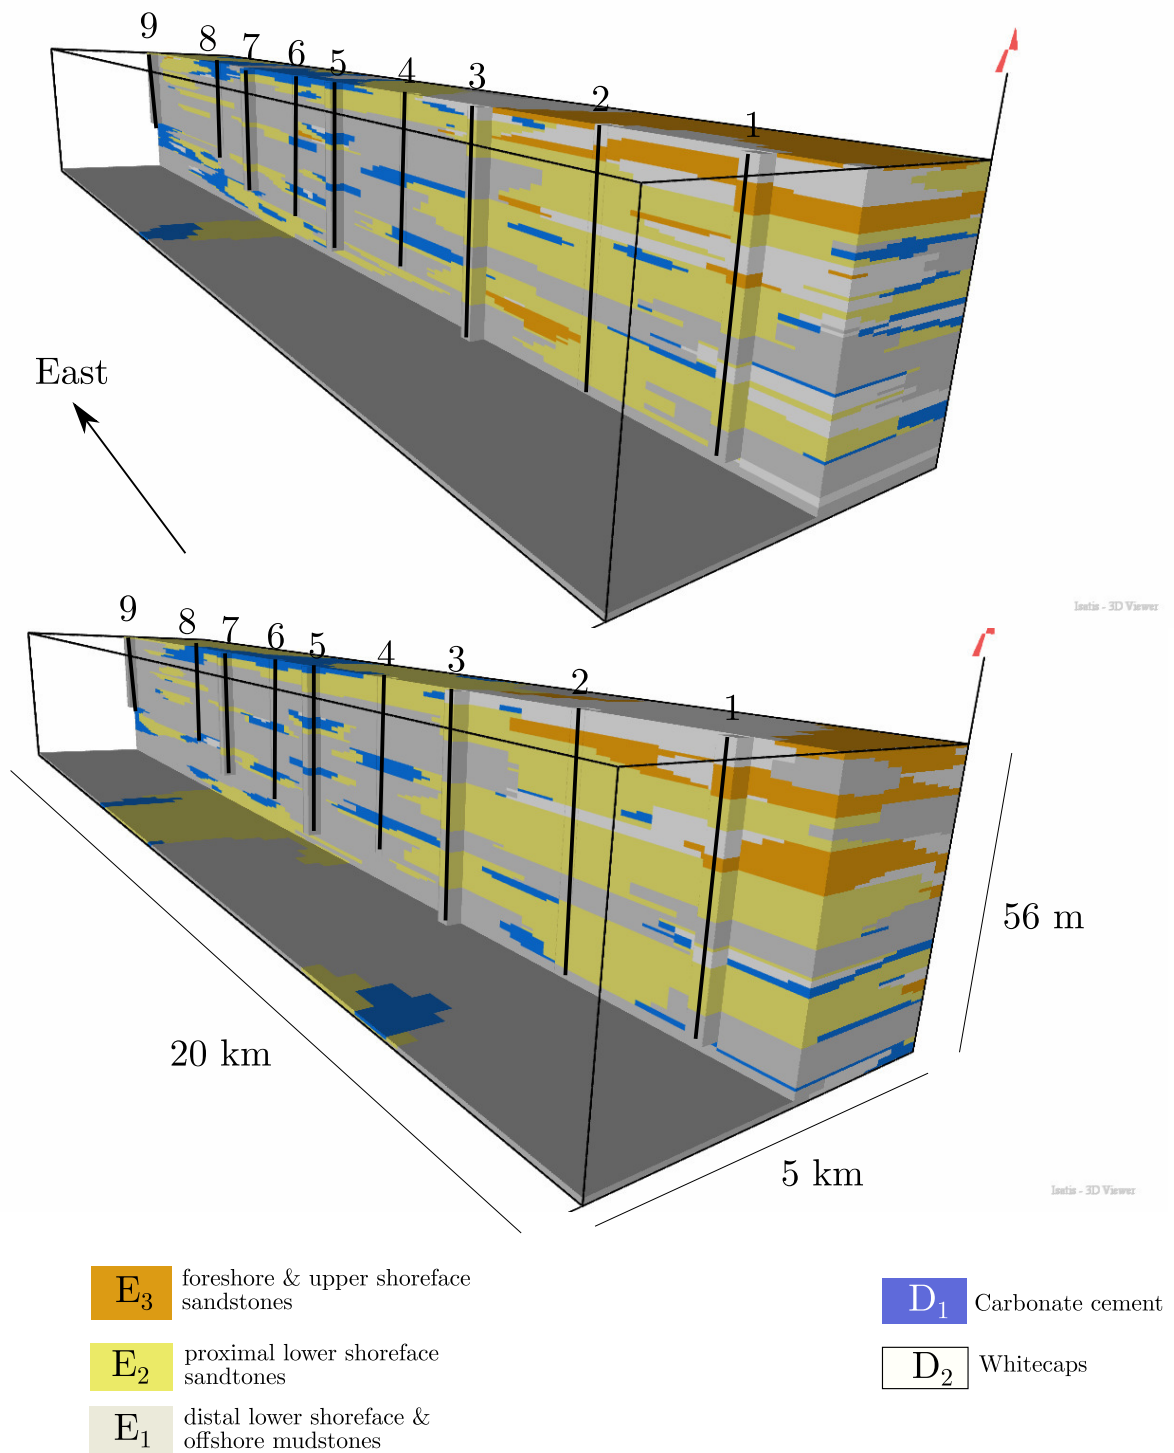 9
8
7
6
5
4
3
2
1
East
Isatis - 3D Viewer
9
8
7
6
5
4
3
2
1
56 m
20 km
5 km
Isatis - 3D Viewer
E3 foreshore & upper shoreface
sandstones
D1 Carbonate cement
E2 proximal lower shoreface
sandtones
D2 Whitecaps
E1 distal lower shoreface &
offshore mudstones